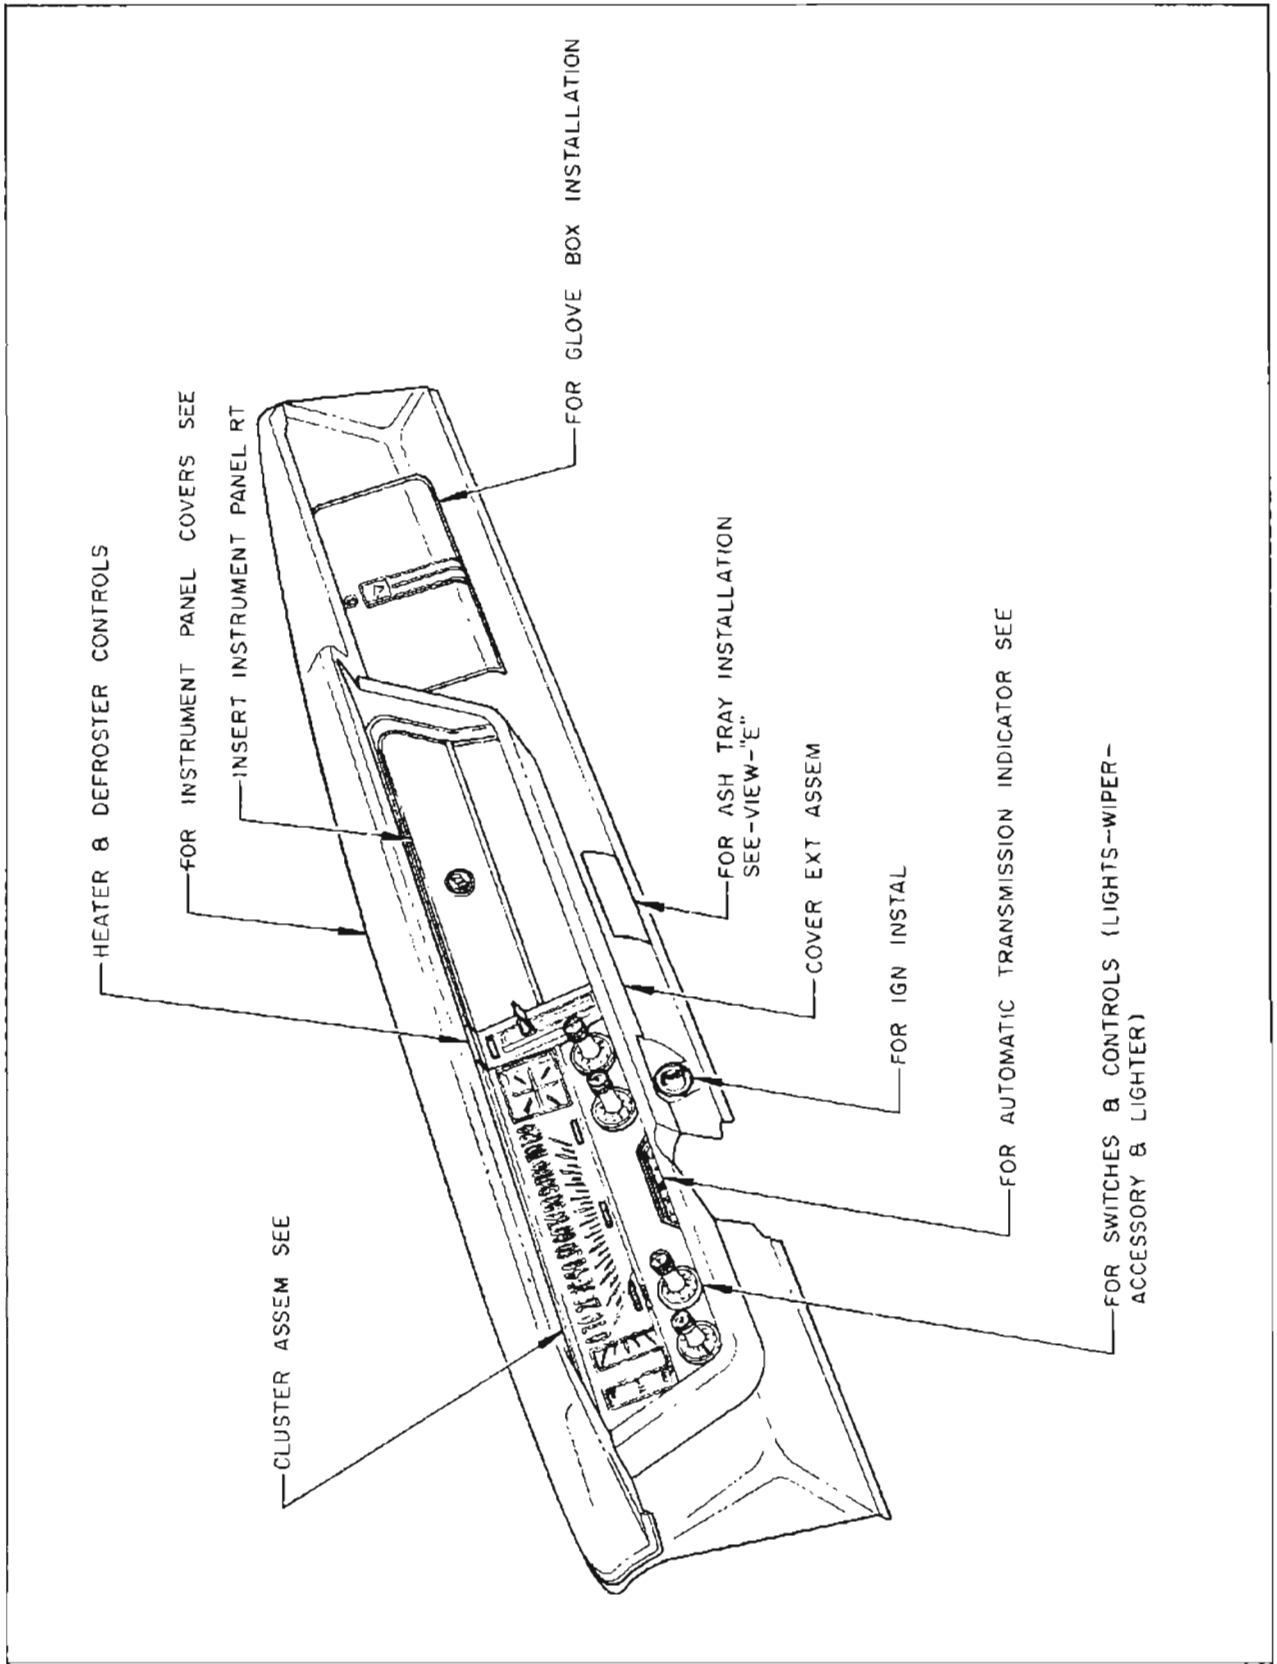 HEATER & DEFROSTER CONTROLS
FOR INSTRUMENT PANEL COVERS SEE
INSERT INSTRUMENT PANEL RT
CLUSTER ASSEM SEE
FOR GLOVE BOX INSTALLATION
FOR ASH TRAY INSTALLATION
SEE-VIEW-"E"
COVER EXT ASSEM
FOR IGN INSTAL
FOR AUTOMATIC TRANSMISSION INDICATOR SEE
FOR SWITCHES & CONTROLS (LIGHTS-WIPER-
ACCESSORY & LIGHTER)